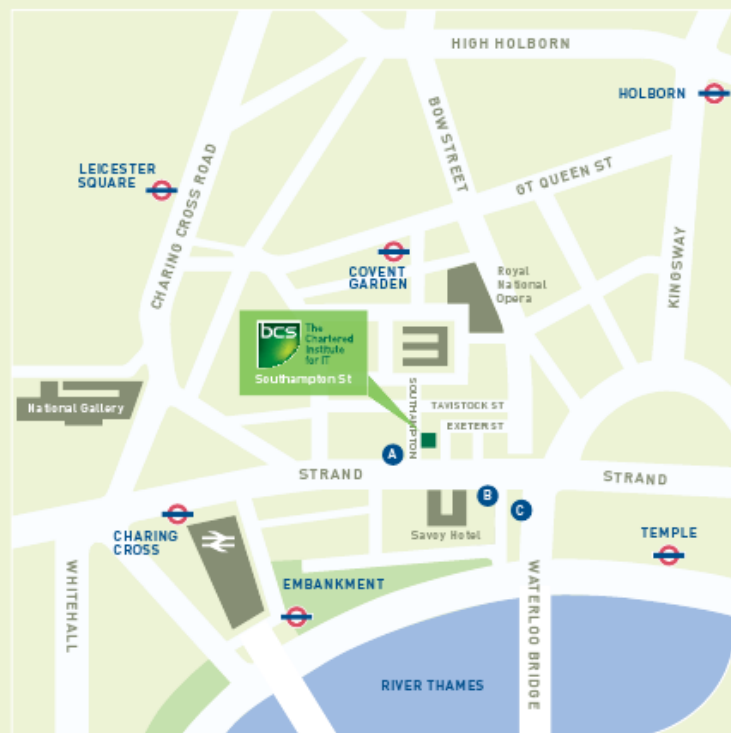 HIGH HOLBORN
HOLBORN
BOW STREET
LEICESTER
SQUARE
CHARING CROSS ROAD
GT QUEEN ST
COVENT
GARDEN
Royal
National
Opera
KINGSWAY
bcs
The
Chartered
Institute
for IT
Southampton St
National Gallery
SOUTHAMPTON
TAVISTOCK ST
EXETER ST
A
STRAND
STRAND
B
C
CHARING
CROSS
Savoy Hotel
TEMPLE
WHITEHALL
EMBANKMENT
WATERLOO BRIDGE
RIVER THAMES